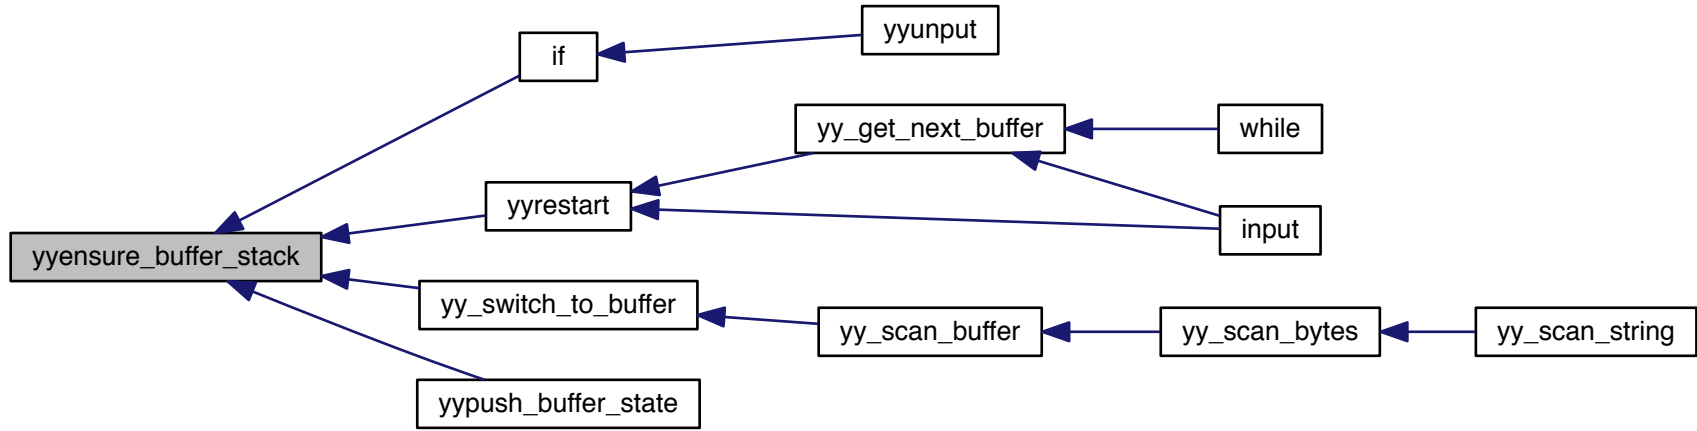 yyunput
if
yy_get_next_buffer
while
yyrestart
input
yyensure_buffer_stack
yy_switch_to_buffer
yy_scan_buffer
yy_scan_bytes
yy_scan_string
yypush_buffer_state